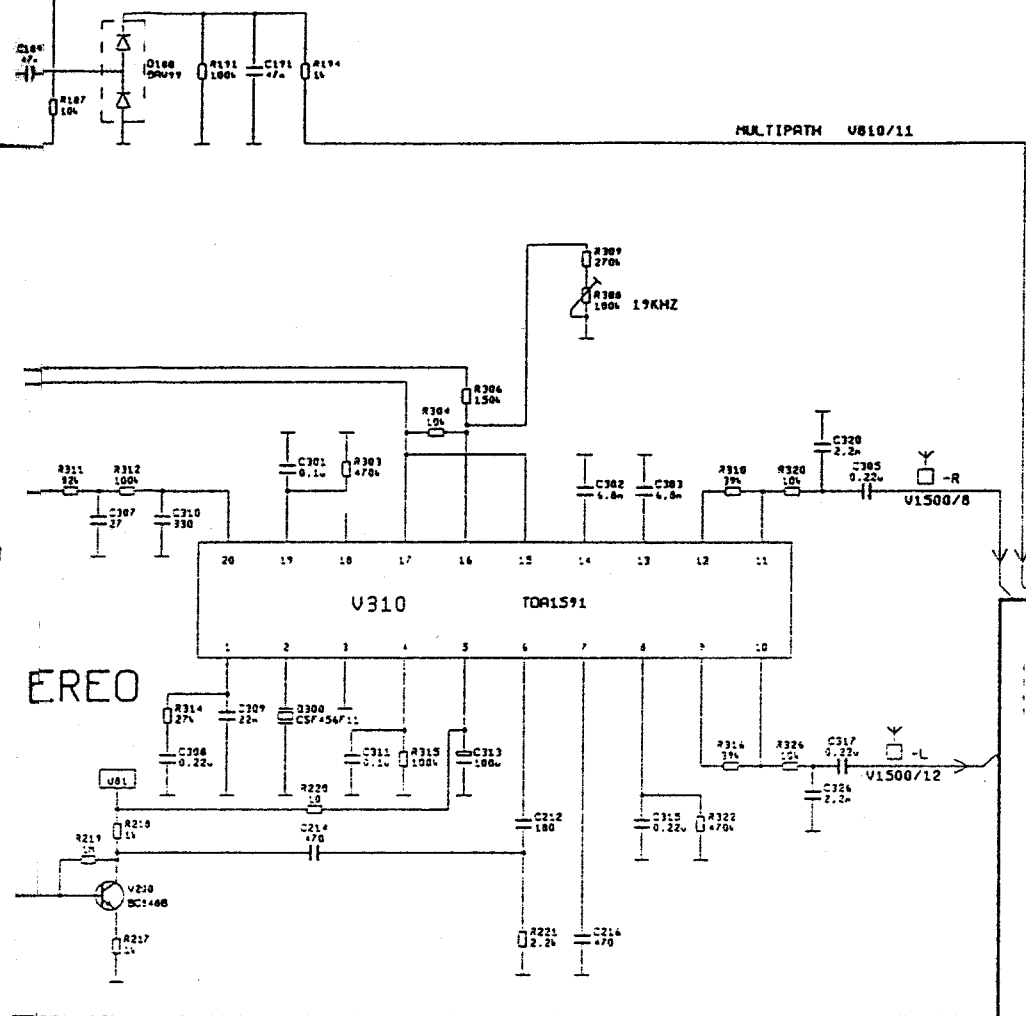 C189
47n
D188
BAV99
R191
100k
C191
47n
R194
1k
R187
10k
MULTIPATH V810/11
R309
270k
R308
100k
19KHZ
R306
150k
R304
10k
C301
0.1u
R303
470k
C302
6.8n
C303
6.8n
R310
39k
R320
10k
C320
2.2n
C305
0.22u
-R
V1500/8
R311
82k
R312
100k
C307
27
C310
330
20 19 18 17 16 15 14 13 12 11
V310 TDA1591
1 2 3 4 5 6 7 8 9 10
EREO
R314
27k
C309
22n
Q300
CSF456F11
C308
0.22u
C311
0.1u
R315
100k
C313
100u
R316
39k
R326
10k
C317
0.22u
-L
V1500/12
C326
2.2n
U81
R220
10
R218
1k
R219
1M
C214
470
C212
180
C315
0.22u
R322
470k
V210
BC548B
R217
1k
R221
2.2k
C216
470